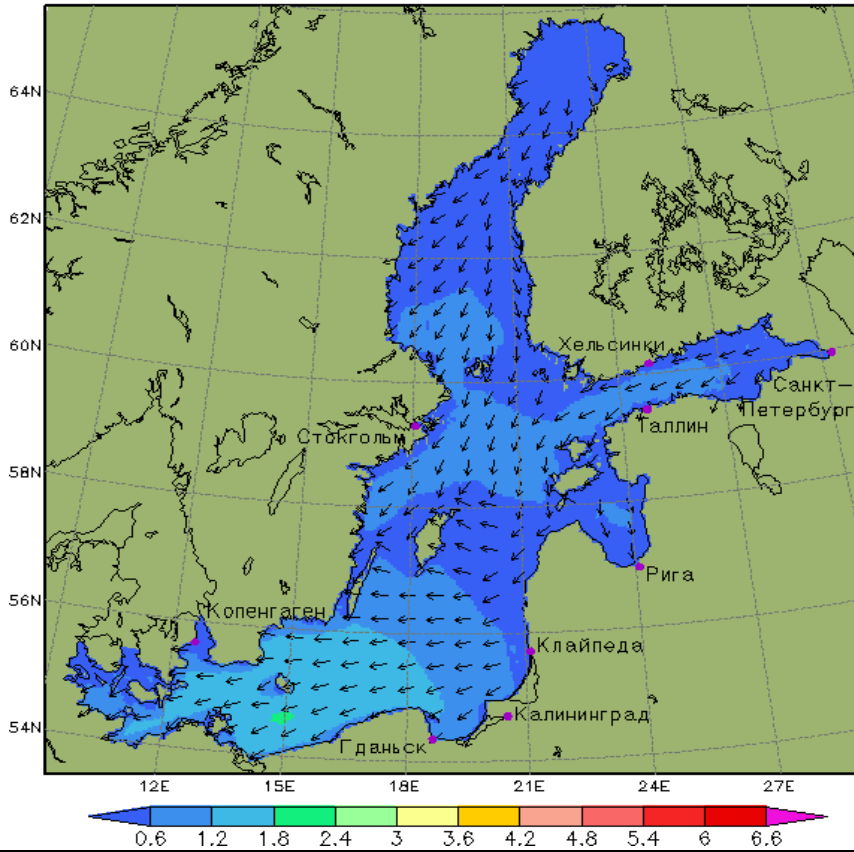 64N
62N
Хельсинки
60N
Санкт-
Петербург
Таллин
Стокгольм
58N
Рига
56N
Копенгаген
Клайпеда
54N
Калининград
Гданьск
12E 15E 18E 21E 24E 27E
0.6 1.2 1.8 2.4 3 3.6 4.2 4.8 5.4 6 6.6